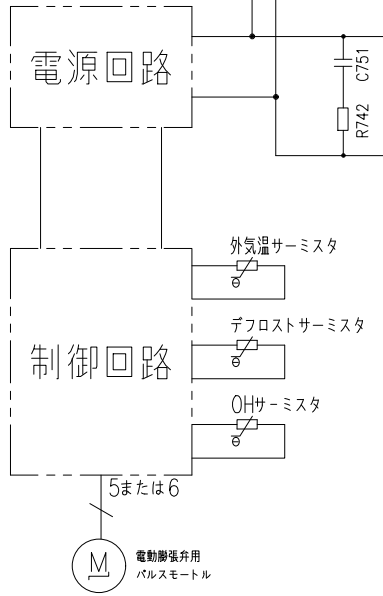 電源回路
C751
R742
外気温サーミスタ
θ
デフロストサーミスタ
θ
制御回路
OHサーミスタ
θ
5または6
M
電動膨張弁用
パルスモートル